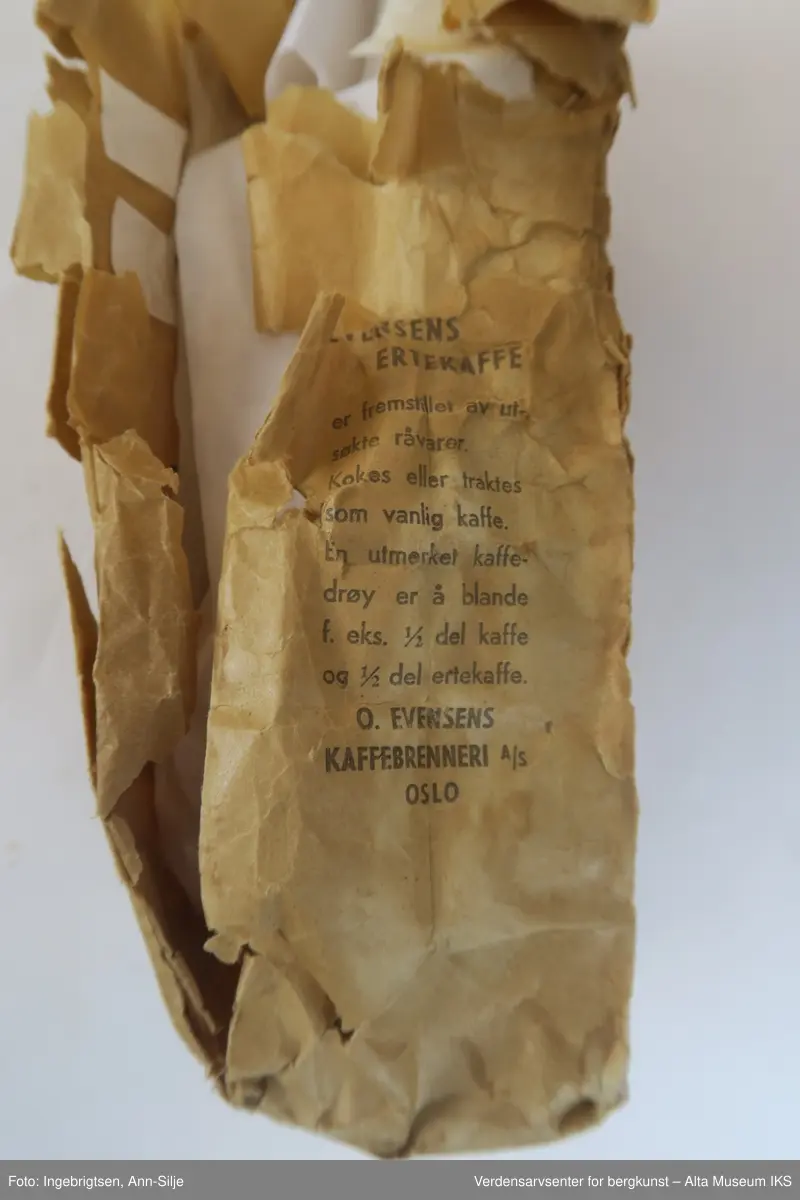 EVENSENS
ERTEKAFFE
er fremstillet av ut-
søkte råvarer.
Kokes eller traktes
som vanlig kaffe.
En utmerket kaffe-
drøy er å blande
f. eks. ½ del kaffe
og ½ del ertekaffe.
O. EVENSENS
KAFFEBRENNERI A/s
OSLO
Foto: Ingebrigtsen, Ann-Silje
Verdensarvsenter for bergkunst – Alta Museum IKS